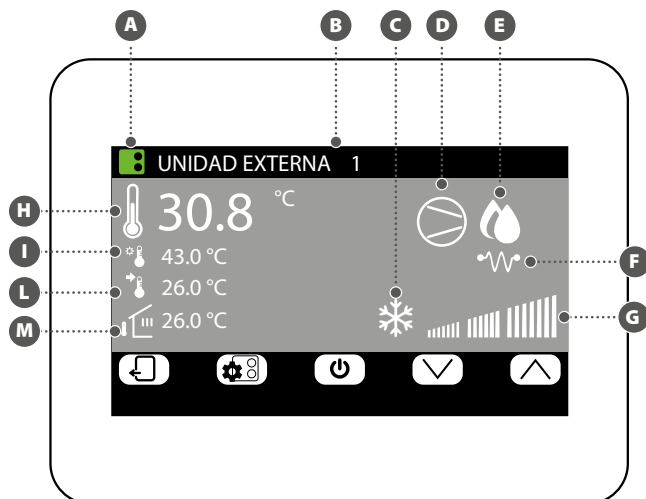 A B C D E
UNIDAD EXTERNA 1
H 30.8 °C
I 43.0 °C
F
L 26.0 °C
M 26.0 °C
G